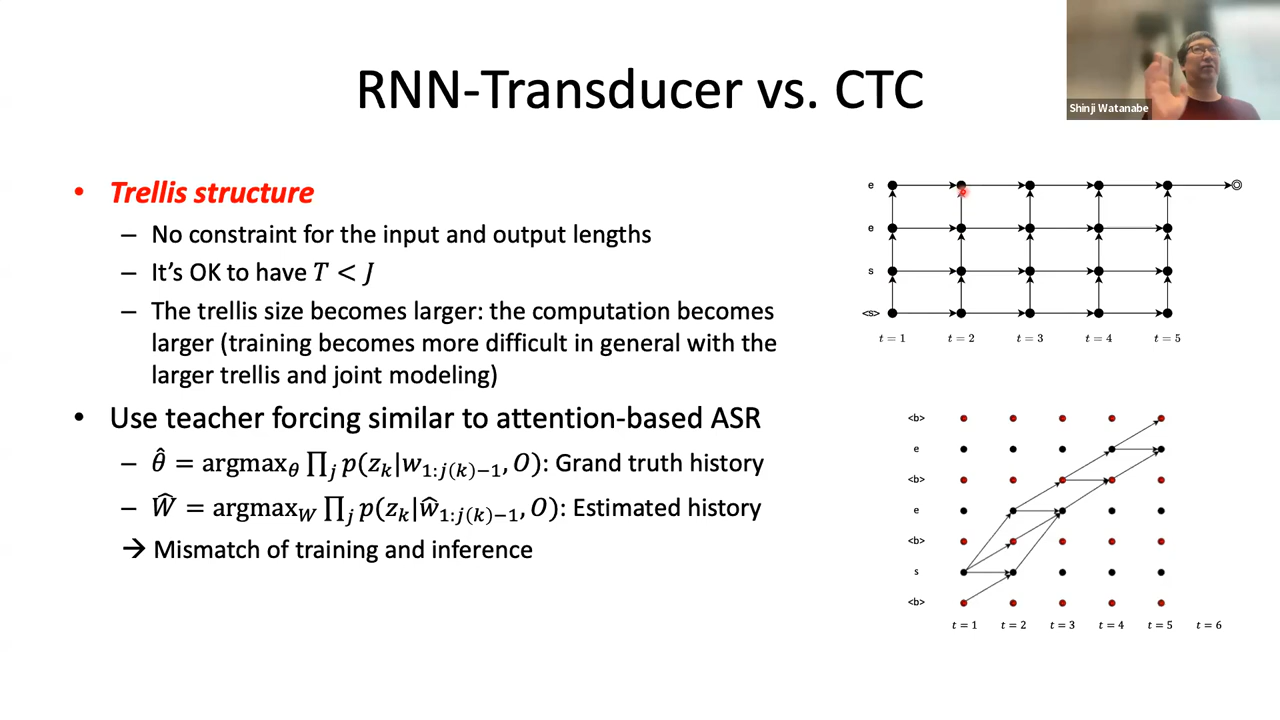 RNN-Transducer vs. CTC
Shinji Watanabe
• Trellis structure
– No constraint for the input and output lengths
– It’s OK to have T < J
– The trellis size becomes larger: the computation becomes
larger (training becomes more difficult in general with the
larger trellis and joint modeling)
• Use teacher forcing similar to attention-based ASR
– θ̂ = argmax_θ ∏_j p(z_k|w_{1:j(k)−1}, O): Grand truth history
– Ŵ = argmax_W ∏_j p(z_k|ŵ_{1:j(k)−1}, O): Estimated history
→ Mismatch of training and inference
e
e
s
<s>
t = 1 t = 2 t = 3 t = 4 t = 5
<b>
e
<b>
e
<b>
s
<b>
t = 1 t = 2 t = 3 t = 4 t = 5 t = 6